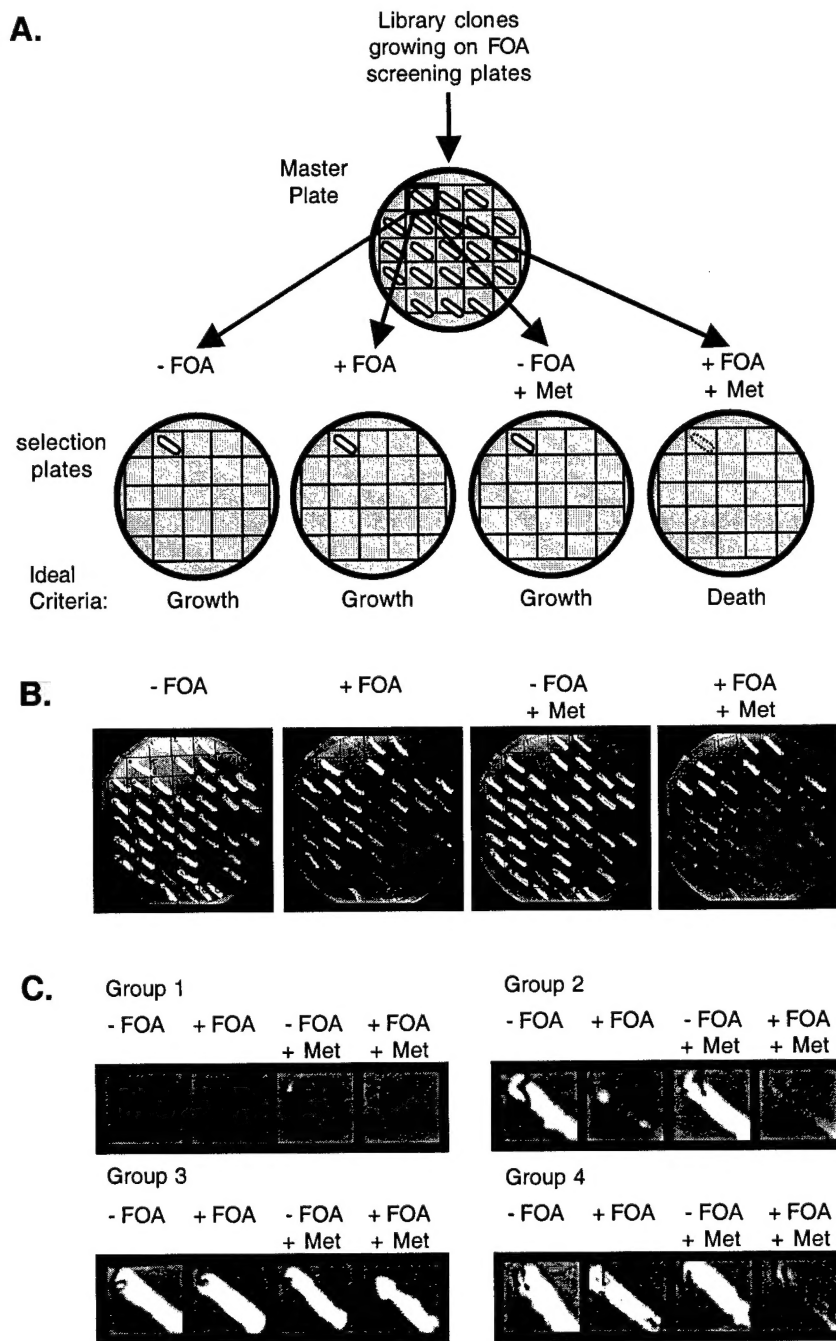 A.
Library clones
growing on FOA
screening plates
Master
Plate
- FOA
+ FOA
- FOA
+ Met
+ FOA
+ Met
selection
plates
Ideal
Criteria:
Growth
Growth
Growth
Death
B.
- FOA
+ FOA
- FOA
+ Met
+ FOA
+ Met
C.
Group 1
- FOA
+ FOA
- FOA
+ Met
+ FOA
+ Met
Group 2
- FOA
+ FOA
- FOA
+ Met
+ FOA
+ Met
Group 3
- FOA
+ FOA
- FOA
+ Met
+ FOA
+ Met
Group 4
- FOA
+ FOA
- FOA
+ Met
+ FOA
+ Met